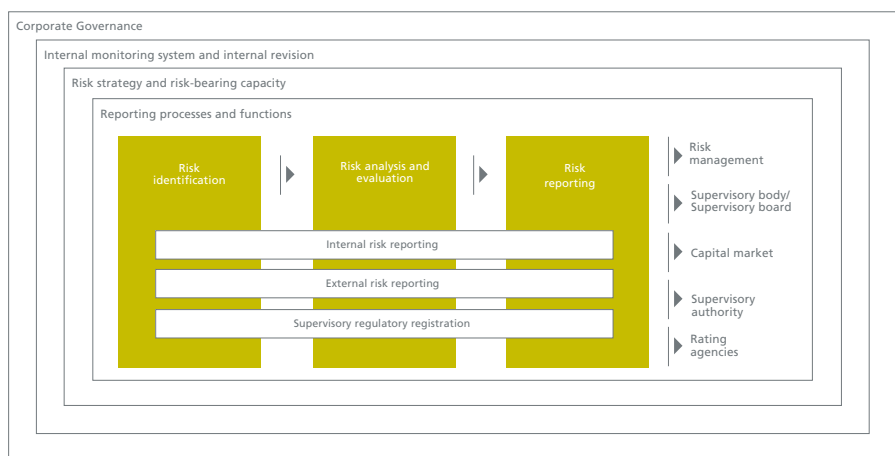 Corporate Governance
Internal monitoring system and internal revision
Risk strategy and risk-bearing capacity
Reporting processes and functions
Risk
identification
Risk analysis and
evaluation
Risk
reporting
Internal risk reporting
External risk reporting
Supervisory regulatory registration
Risk
management
Supervisory body/
Supervisory board
Capital market
Supervisory
authority
Rating
agencies